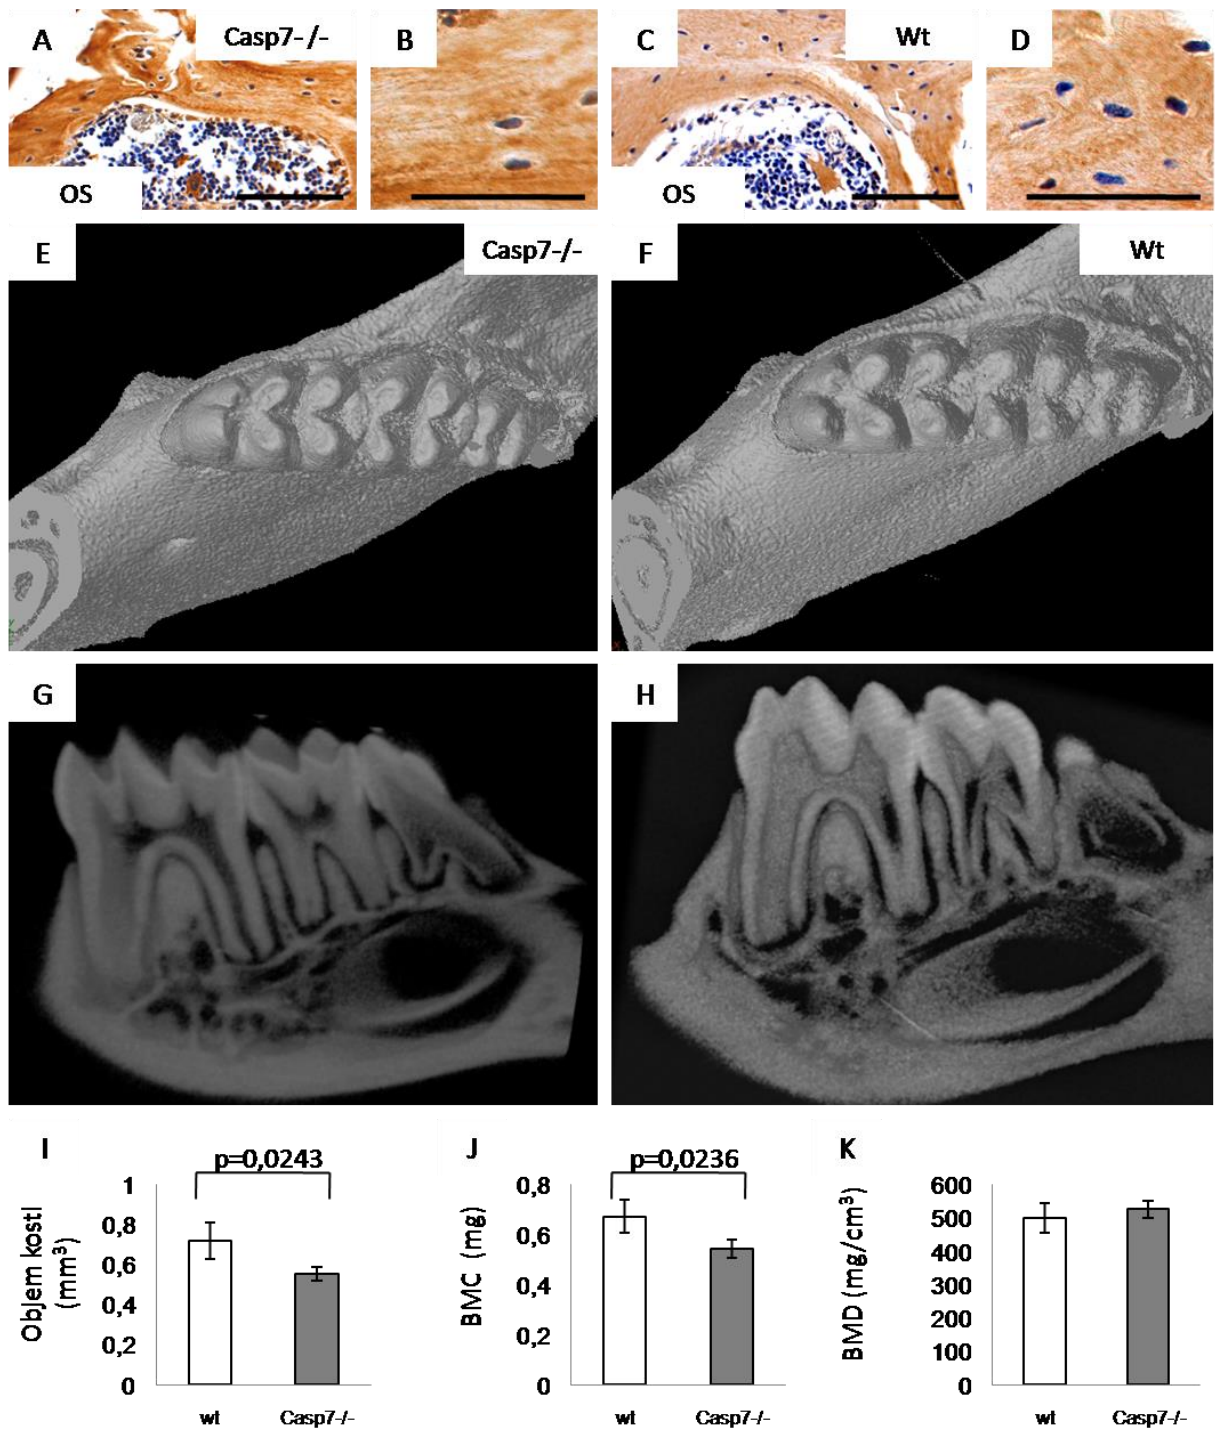 A
Casp7-/-
B
C
Wt
D
OS
OS
E
Casp7-/-
F
Wt
G
H
I
p=0,0243
1
0,8
0,6
0,4
0,2
0
Objem kostI
(mm³)
wt
Casp7-/-
J
p=0,0236
0,8
0,6
0,4
0,2
0
BMC (mg)
wt
Casp7-/-
K
600
500
400
300
200
100
0
BMD (mg/cm³)
wt
Casp7-/-